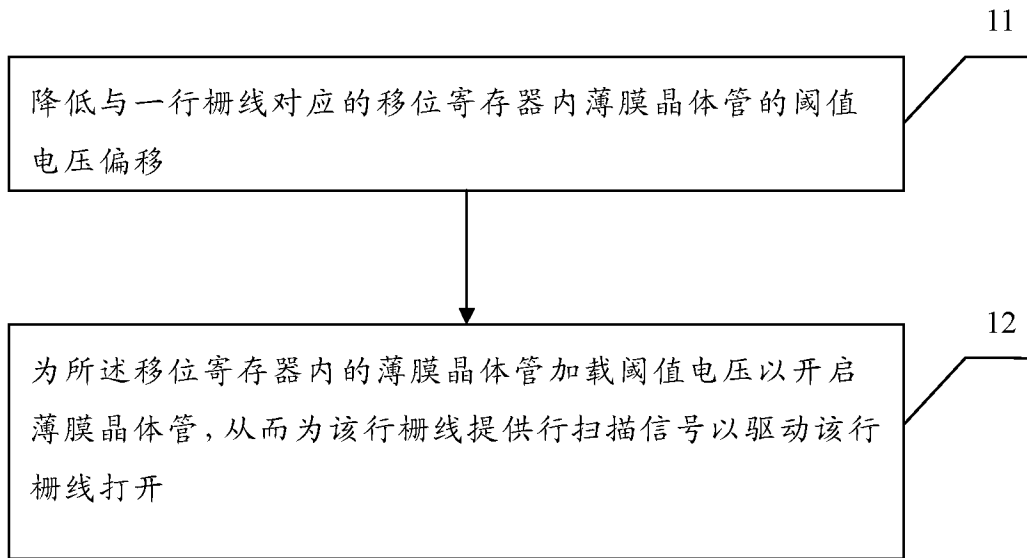 11
降低与一行栅线对应的移位寄存器内薄膜晶体管的阈值
电压偏移
12
为所述移位寄存器内的薄膜晶体管加载阈值电压以开启
薄膜晶体管,从而为该行栅线提供行扫描信号以驱动该行
栅线打开